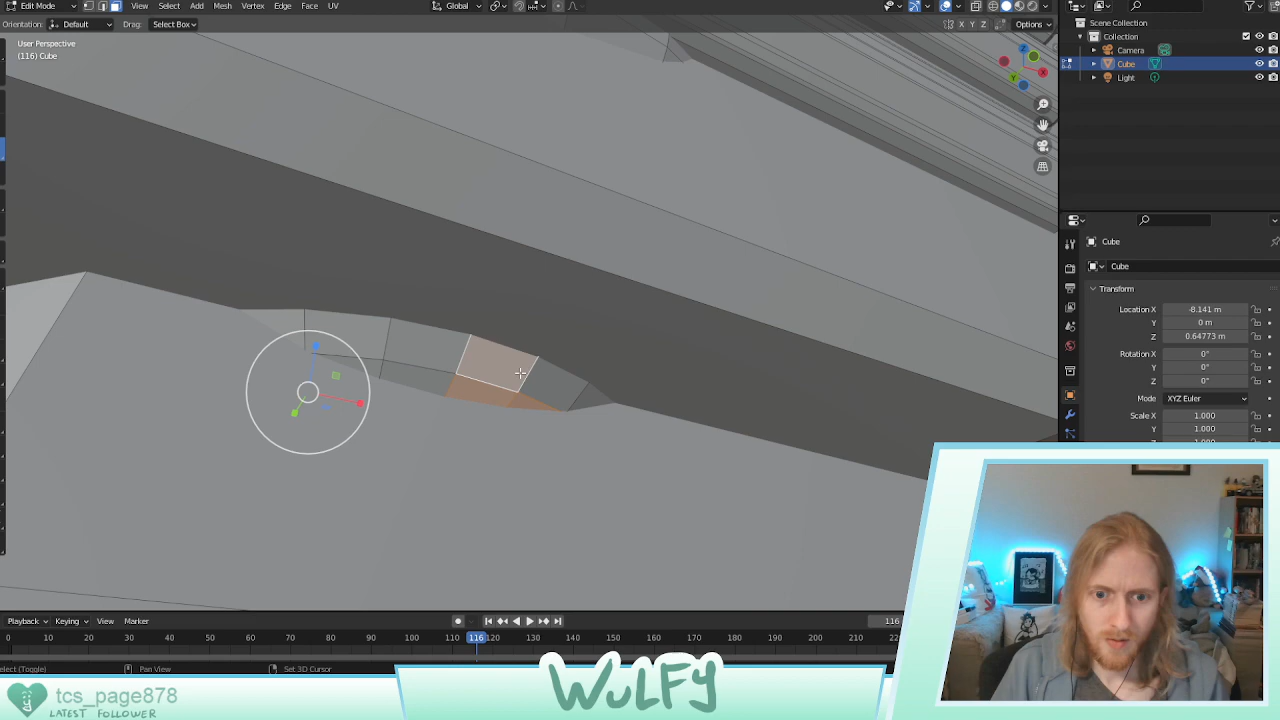 Edit Mode View Select Add Mesh Vertex Edge Face UV Global Options
Orientation: Default Drag: Select Box X Y Z Options
User Perspective
(116) Cube
Scene Collection
Collection
Camera
Cube
Light
Cube
Cube
Transform
Location X -8.141 m
Y 0 m
Z 0.64773 m
Rotation X 0°
Y 0°
Z 0°
Mode XYZ Euler
Scale X 1.000
Y 1.000
Playback Keying View Marker 116
0 10 20 30 40 50 60 70 80 90 100 110 116 120 130 140 150 160 170 180 190 200 210 220
elect (Toggle) Pan View Set 3D Cursor
tcs_page878
LATEST FOLLOWER
WULFY